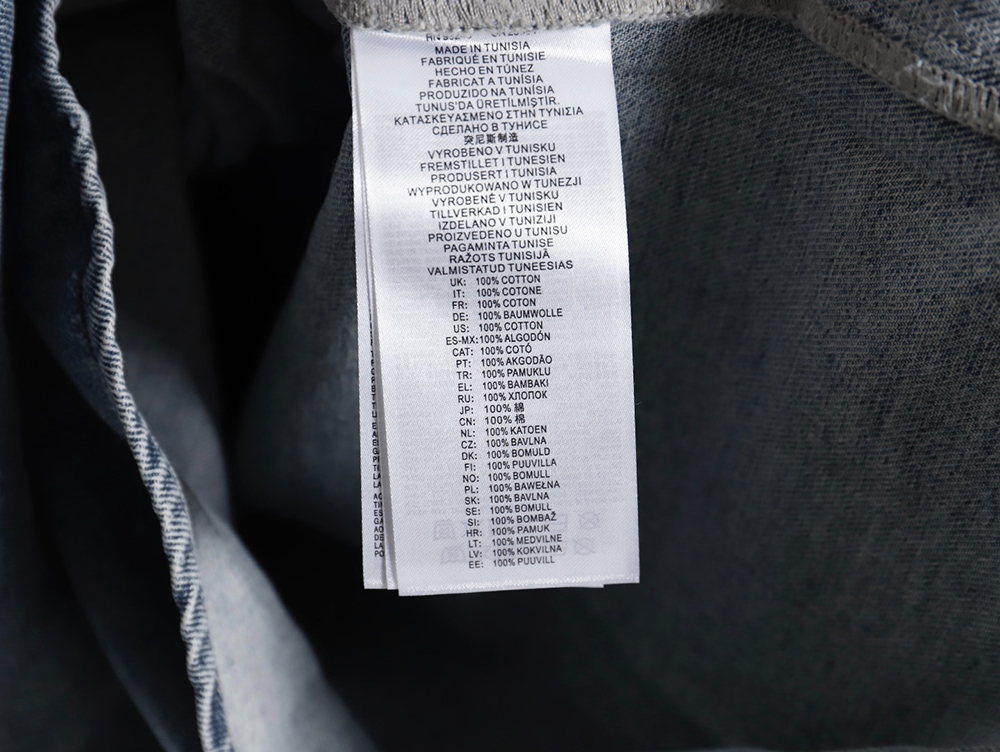 MADE IN TUNISIA
FABRIQUÉ EN TUNISIE
HECHO EN TÚNEZ
FABRICAT A TUNÍSIA
PRODUZIDO NA TUNÍSIA
TUNUS'DA ÜRETİLMİŞTİR.
ΚΑΤΑΣΚΕΥΑΣΜΕΝΟ ΣΤΗΝ ΤΥΝΙΣΙΑ
СДЕЛАНО В ТУНИСЕ
突尼斯制造
VYROBENO V TUNISKU
FREMSTILLET I TUNESIEN
PRODUSERT I TUNISIA
WYPRODUKOWANO W TUNEZJI
VYROBENÉ V TUNISKU
TILLVERKAD I TUNISIEN
IZDELANO V TUNIZIJI
PROIZVEDENO U TUNISU
PAGAMINTA TUNISE
RAŽOTS TUNISIJĀ
VALMISTATUD TUNEESIAS
UK: 100% COTTON
IT: 100% COTONE
FR: 100% COTON
DE: 100% BAUMWOLLE
US: 100% COTTON
ES-MX:100% ALGODÓN
CAT: 100% COTÓ
PT: 100% AKGODÃO
TR: 100% PAMUKLU
EL: 100% ΒΑΜΒΑΚΙ
RU: 100% ХЛОПОК
JP: 100% 綿
CN: 100% 棉
NL: 100% KATOEN
CZ: 100% BAVLNA
DK: 100% BOMULD
FI: 100% PUUVILLA
NO: 100% BOMULL
PL: 100% BAWEŁNA
SK: 100% BAVLNA
SE: 100% BOMULL
SI: 100% BOMBAŽ
HR: 100% PAMUK
LT: 100% MEDVILNE
LV: 100% KOKVILNA
EE: 100% PUUVILL